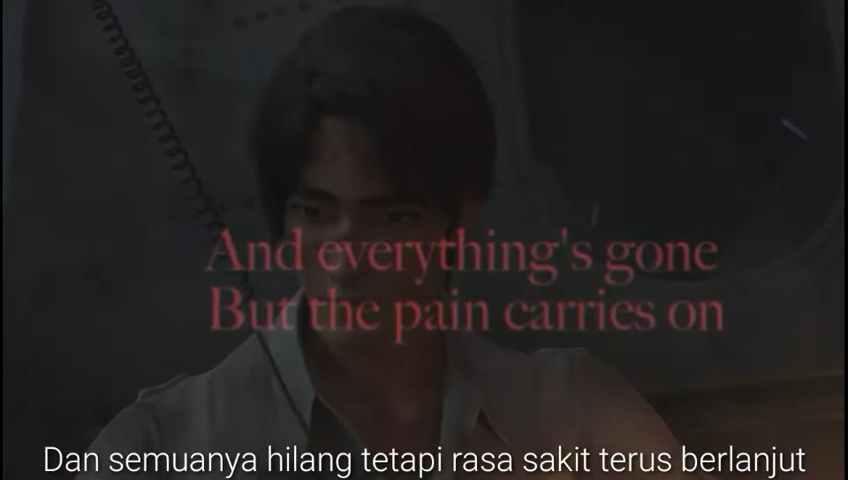 And everything's gone
But the pain carries on
Dan semuanya hilang tetapi rasa sakit terus berlanjut